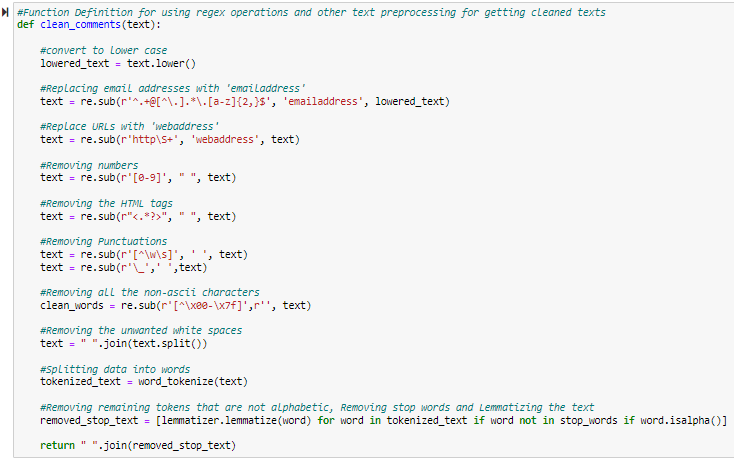 #Function Definition for using regex operations and other text preprocessing for getting cleaned texts
def clean_comments(text):
#convert to lower case
lowered_text = text.lower()
#Replacing email addresses with 'emailaddress'
text = re.sub(r'^.+@[^\.].*\.[a-z]{2,}$', 'emailaddress', lowered_text)
#Replace URLs with 'webaddress'
text = re.sub(r'http\S+', 'webaddress', text)
#Removing numbers
text = re.sub(r'[0-9]', " ", text)
#Removing the HTML tags
text = re.sub(r"<.*?>", " ", text)
#Removing Punctuations
text = re.sub(r'[^\w\s]', ' ', text)
text = re.sub(r'\_',' ',text)
#Removing all the non-ascii characters
clean_words = re.sub(r'[^\x00-\x7f]',r'', text)
#Removing the unwanted white spaces
text = " ".join(text.split())
#Splitting data into words
tokenized_text = word_tokenize(text)
#Removing remaining tokens that are not alphabetic, Removing stop words and Lemmatizing the text
removed_stop_text = [lemmatizer.lemmatize(word) for word in tokenized_text if word not in stop_words if word.isalpha()]
return " ".join(removed_stop_text)